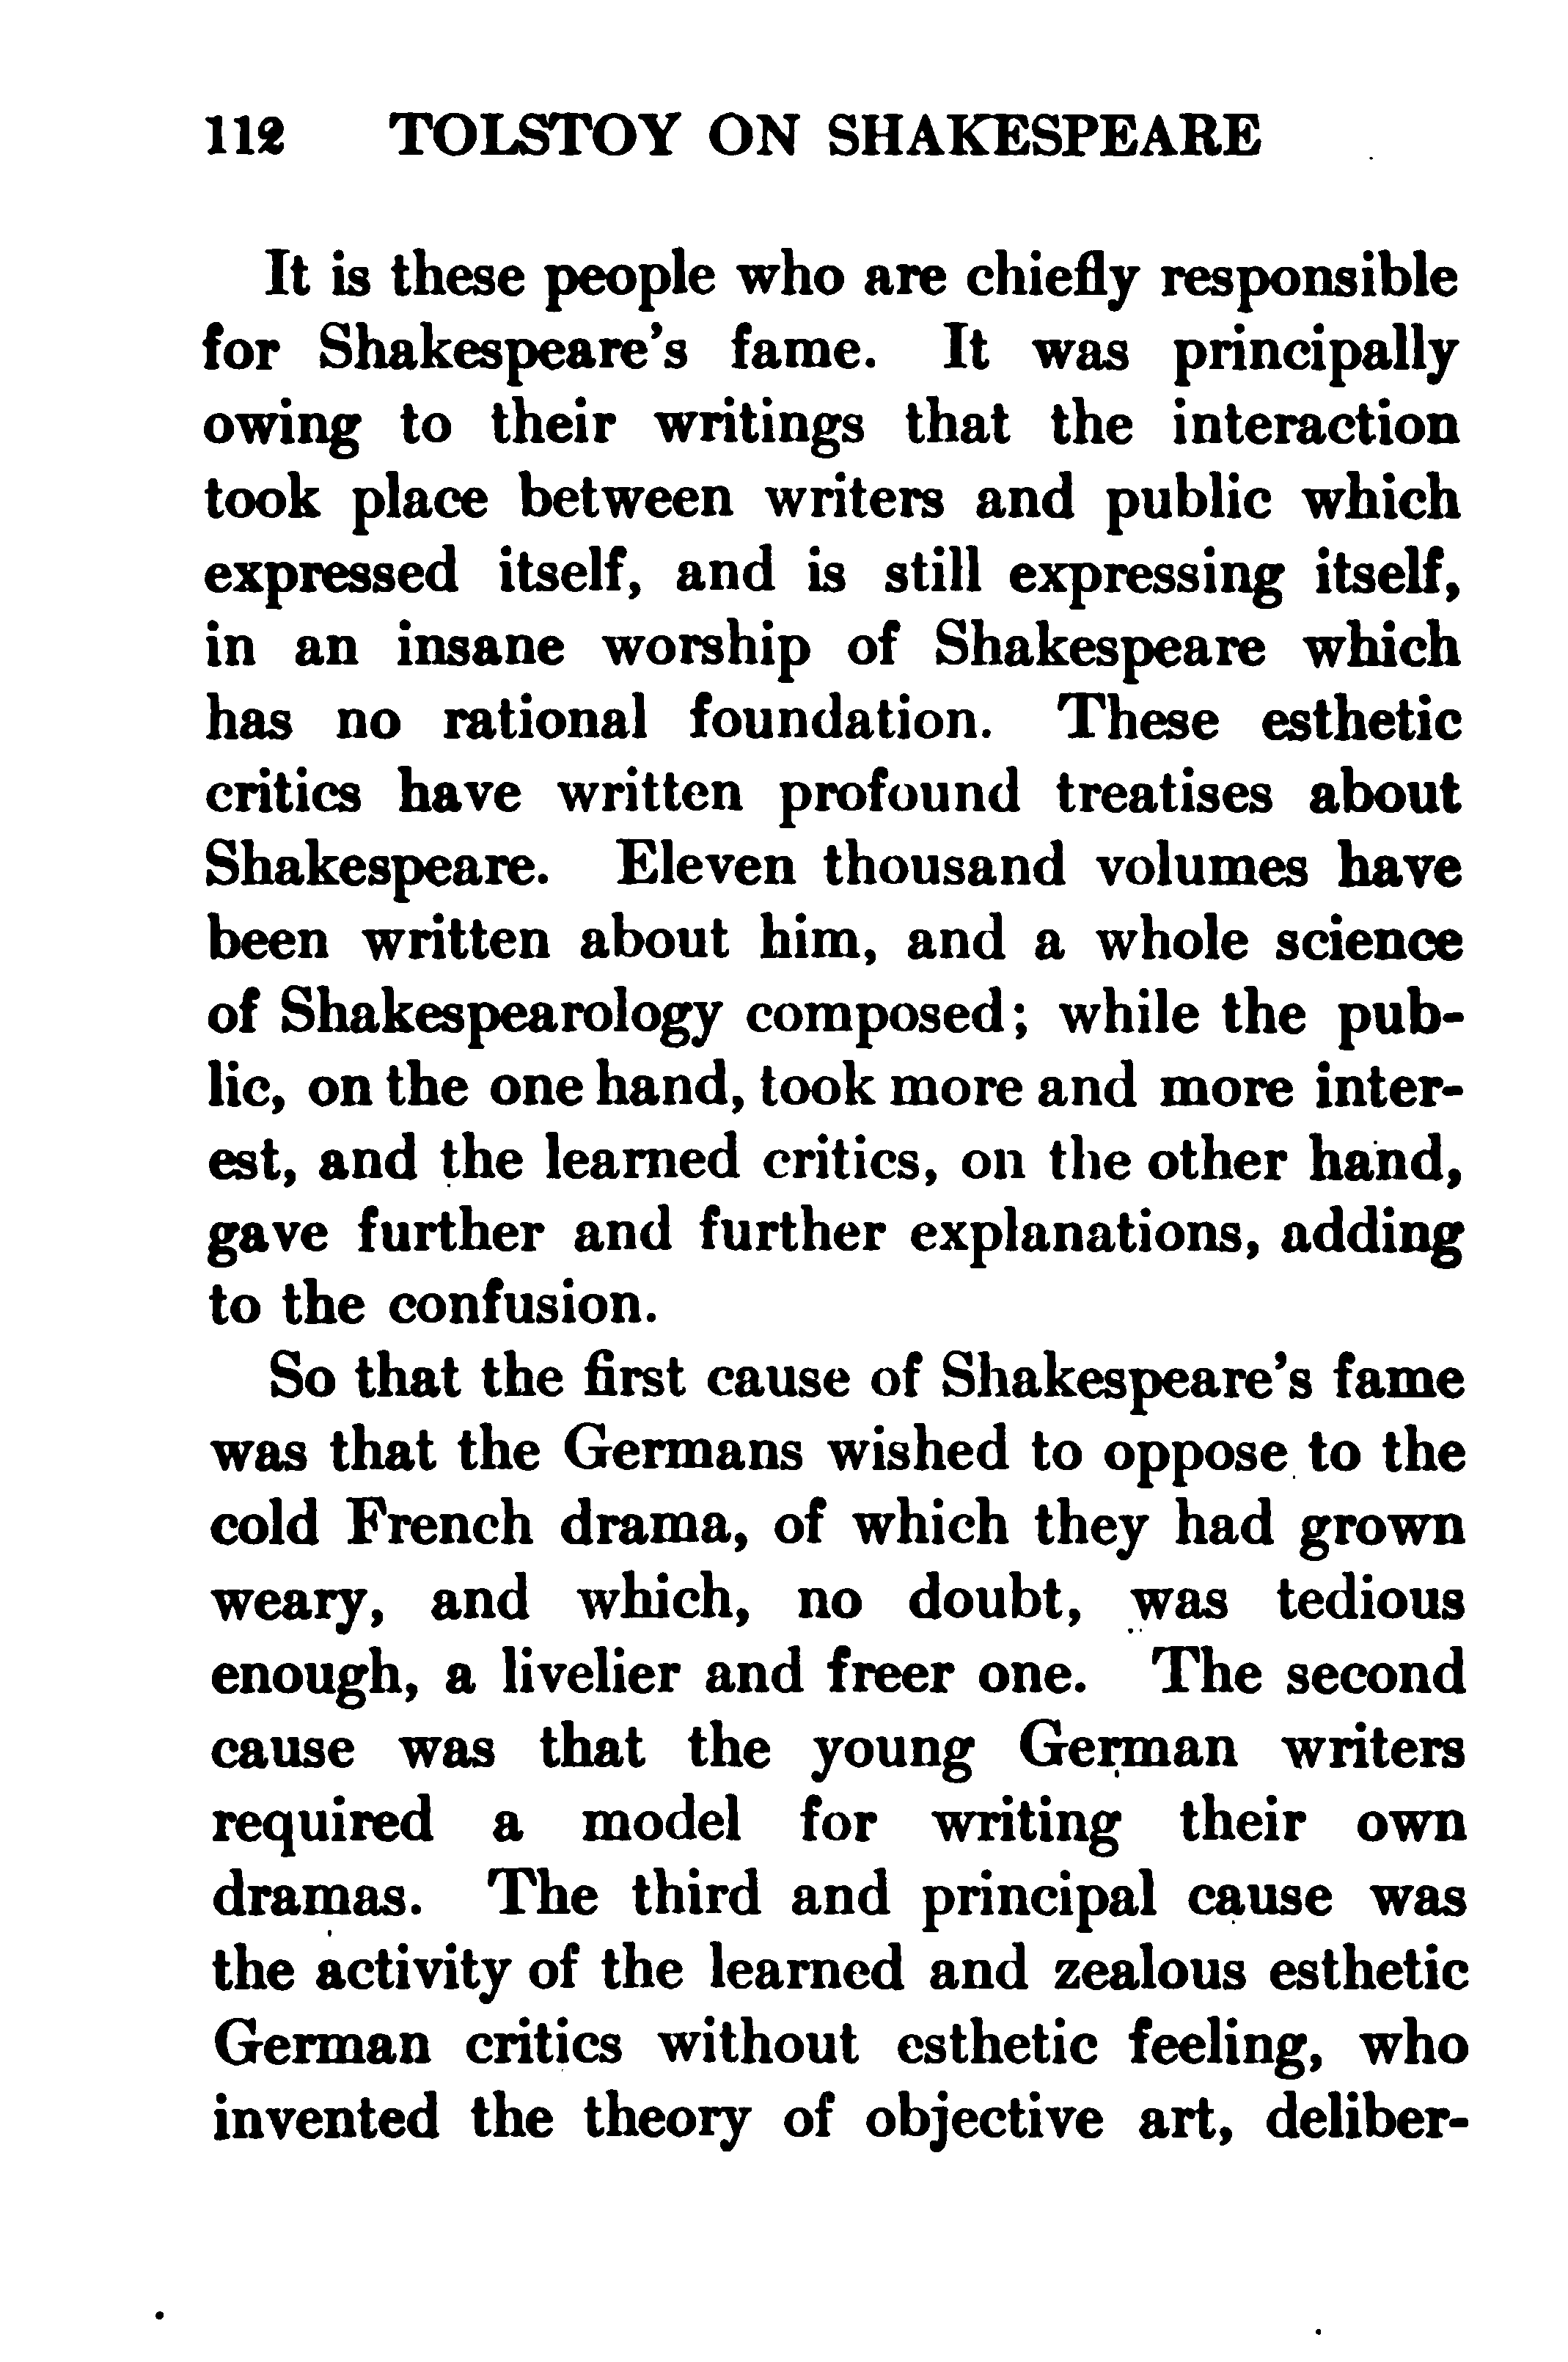 112 TOLSTOY ON SHAKESPEARE
It is these people who are chiefly responsible
for Shakespeare's fame. It was principally
owing to their writings that the interaction
took place between writers and public which
expressed itself, and is still expressing itself,
in an insane worship of Shakespeare which
has no rational foundation. These esthetic
critics have written profound treatises about
Shakespeare. Eleven thousand volumes have
been written about him, and a whole science
of Shakespearology composed; while the pub-
lic, on the one hand, took more and more inter-
est, and the learned critics, on the other hand,
gave further and further explanations, adding
to the confusion.
So that the first cause of Shakespeare's fame
was that the Germans wished to oppose to the
cold French drama, of which they had grown
weary, and which, no doubt, was tedious
enough, a livelier and freer one. The second
cause was that the young German writers
required a model for writing their own
dramas. The third and principal cause was
the activity of the learned and zealous esthetic
German critics without esthetic feeling, who
invented the theory of objective art, deliber-